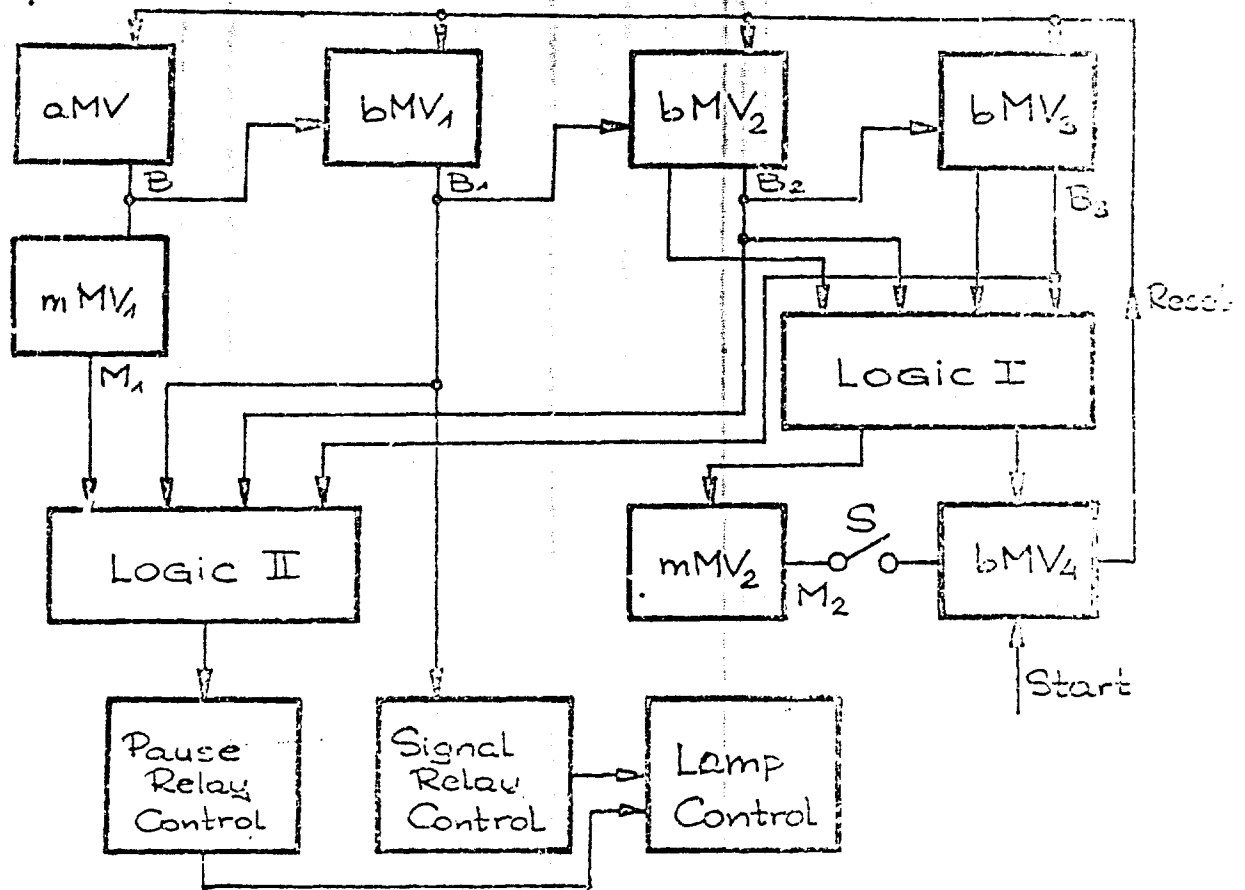 aMV
bMV₁
bMV₂
bMV₃
B
B₁
B₂
B₃
mMV₁
M₁
Reset
LOGIC I
LOGIC II
mMV₂
S
M₂
bMV₄
Start
Pause
Relay
Control
Signal
Relay
Control
Lamp
Control